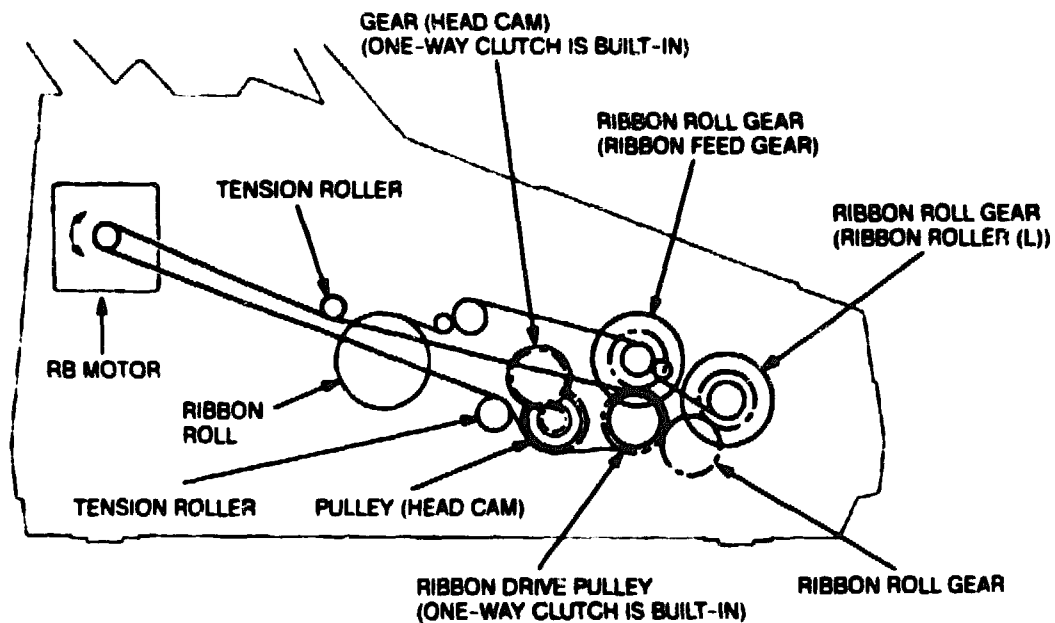 GEAR (HEAD CAM)
(ONE-WAY CLUTCH IS BUILT-IN)
RIBBON ROLL GEAR
(RIBBON FEED GEAR)
TENSION ROLLER
RIBBON ROLL GEAR
(RIBBON ROLLER (L))
RB MOTOR
RIBBON
ROLL
TENSION ROLLER
PULLEY (HEAD CAM)
RIBBON DRIVE PULLEY
(ONE-WAY CLUTCH IS BUILT-IN)
RIBBON ROLL GEAR